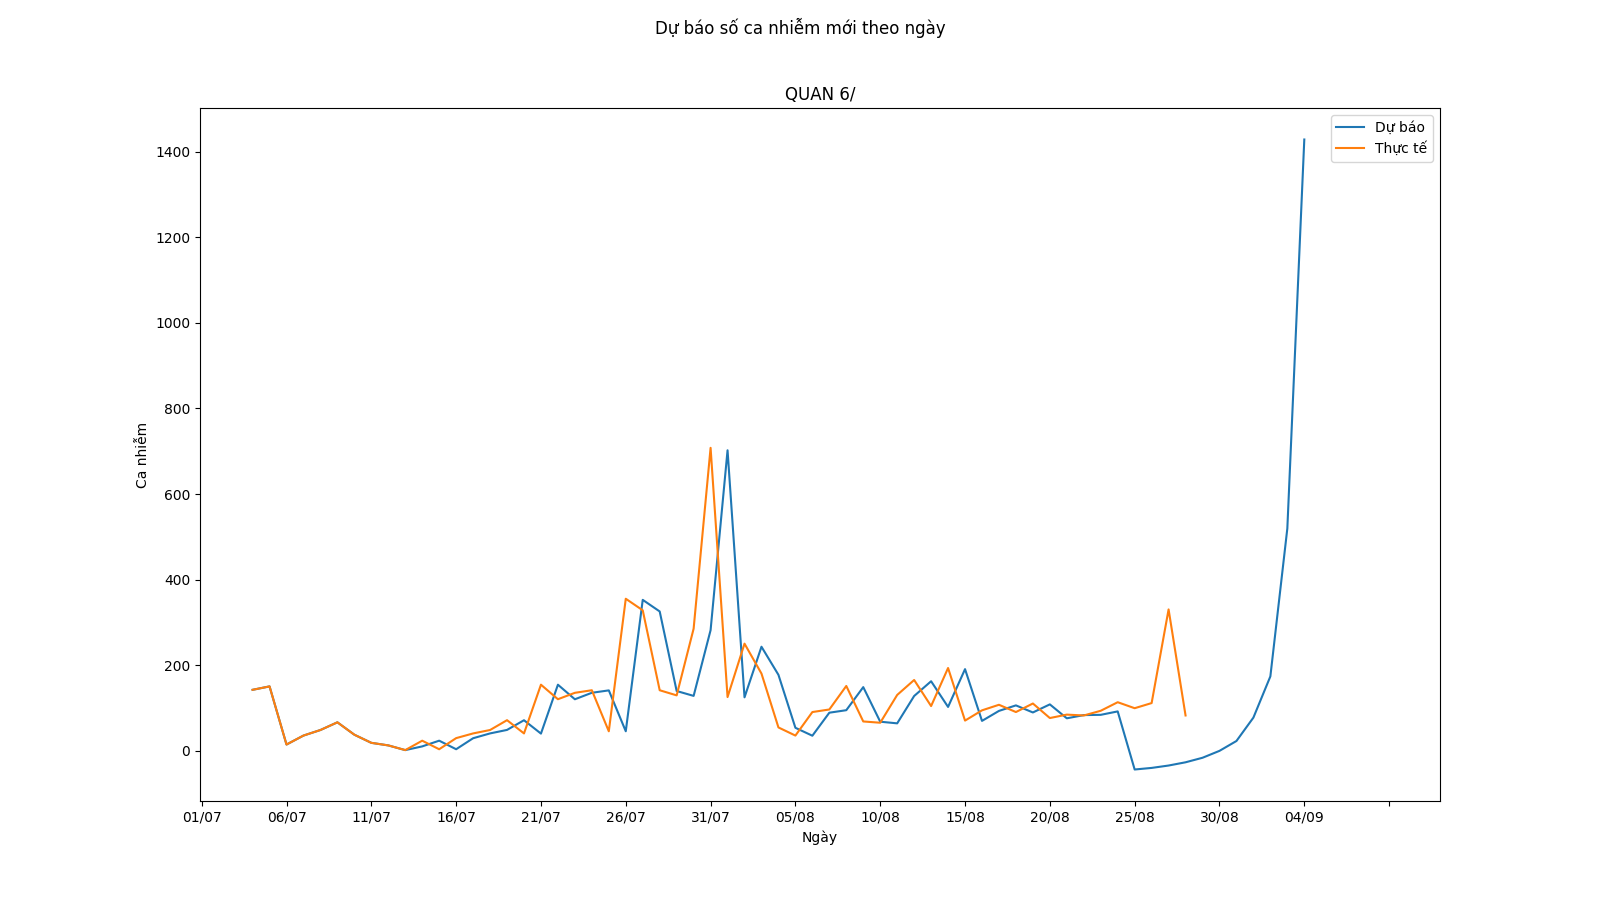 Dự báo số ca nhiễm mới theo ngày
QUAN 6/
Dự báo
Thực tế
1400
1200
1000
800
600
400
200
0
Ca nhiễm
01/07 06/07 11/07 16/07 21/07 26/07 31/07 05/08 10/08 15/08 20/08 25/08 30/08 04/09
Ngày